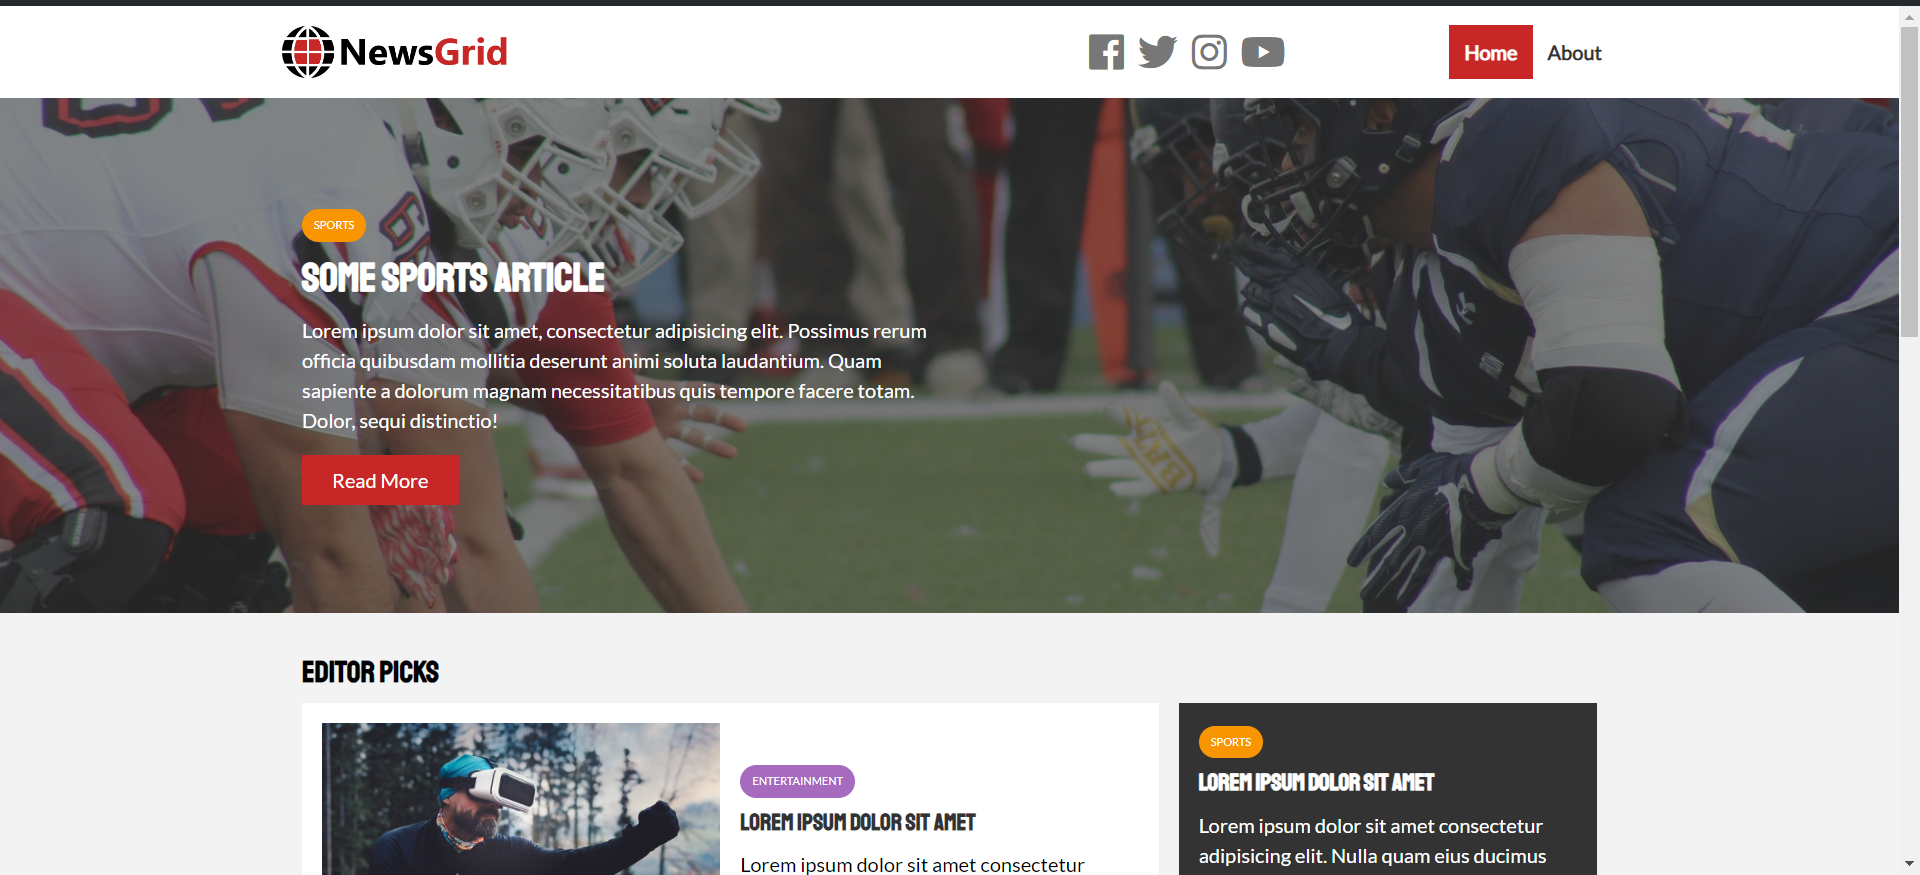 NewsGrid
Home
About
SPORTS
SOME SPORTS ARTICLE
Lorem ipsum dolor sit amet, consectetur adipisicing elit. Possimus rerum
officia quibusdam mollitia deserunt animi soluta laudantium. Quam
sapiente a dolorum magnam necessitatibus quis tempore facere totam.
Dolor, sequi distinctio!
Read More
EDITOR PICKS
ENTERTAINMENT
LOREM IPSUM DOLOR SIT AMET
Lorem ipsum dolor sit amet consectetur
SPORTS
LOREM IPSUM DOLOR SIT AMET
Lorem ipsum dolor sit amet consectetur
adipisicing elit. Nulla quam eius ducimus